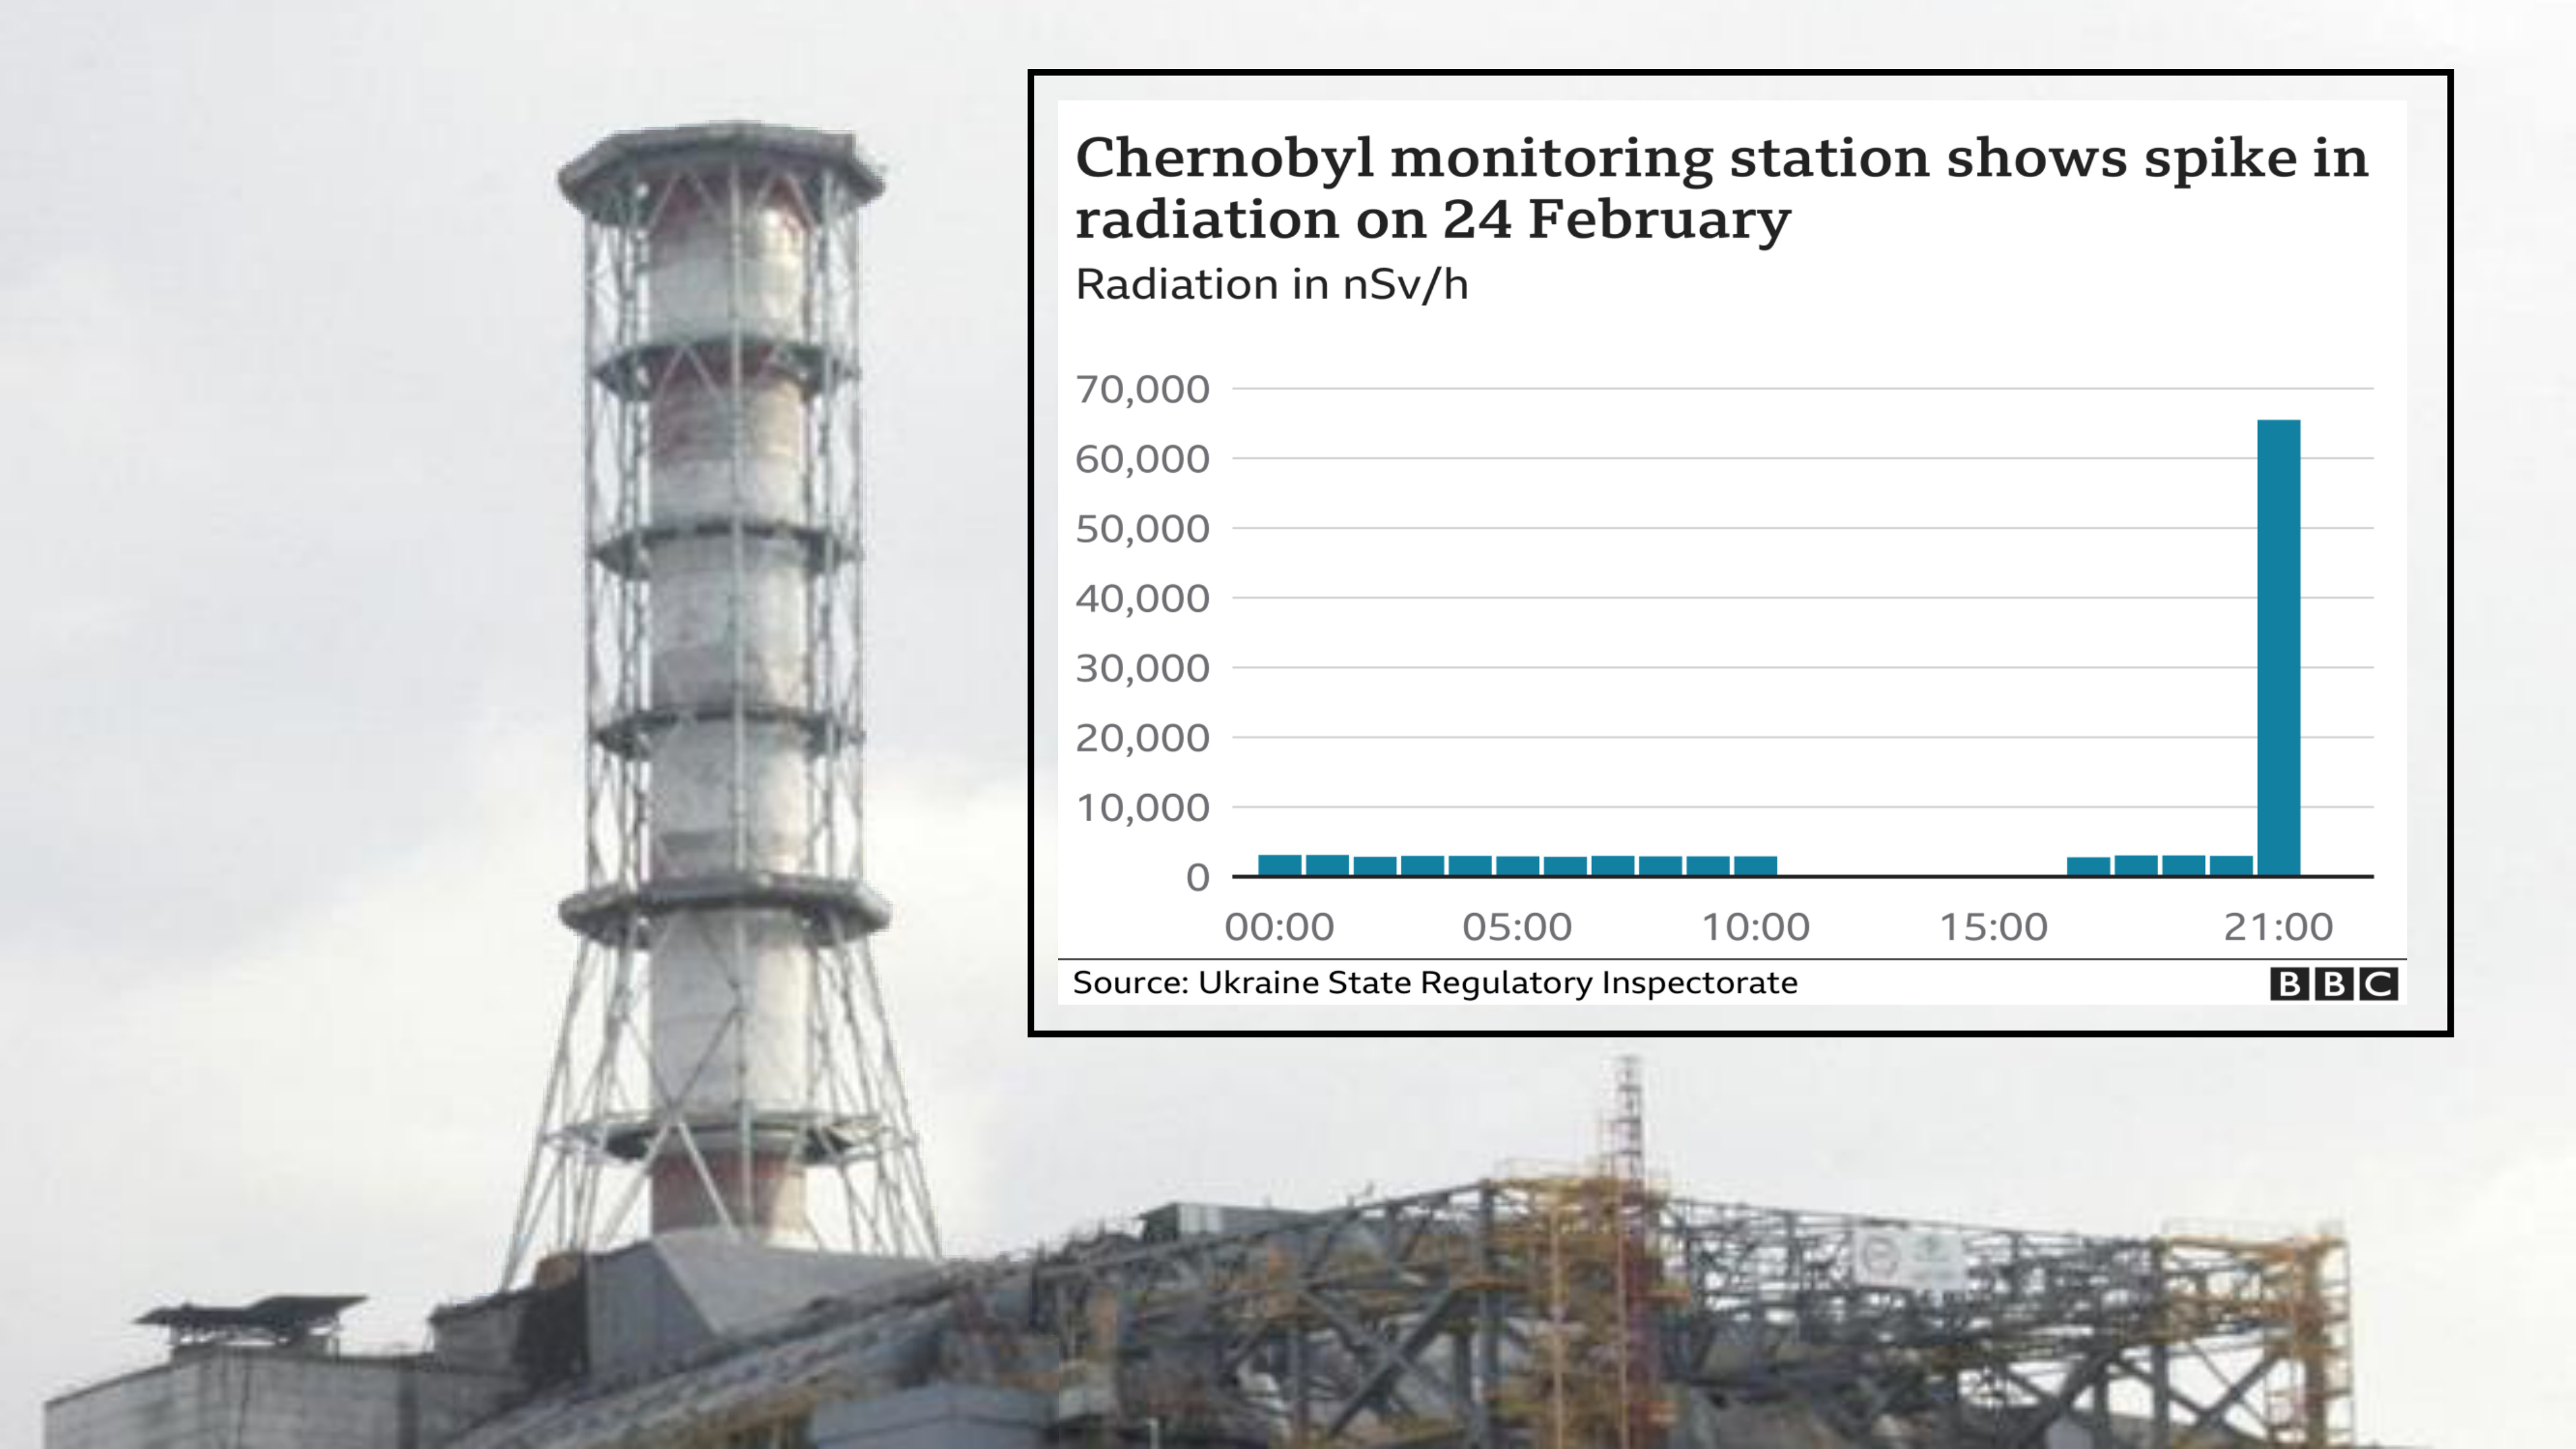 Chernobyl monitoring station shows spike in
radiation on 24 February
Radiation in nSv/h
70,000
60,000
50,000
40,000
30,000
20,000
10,000
0
00:00 05:00 10:00 15:00 21:00
Source: Ukraine State Regulatory Inspectorate
BBC